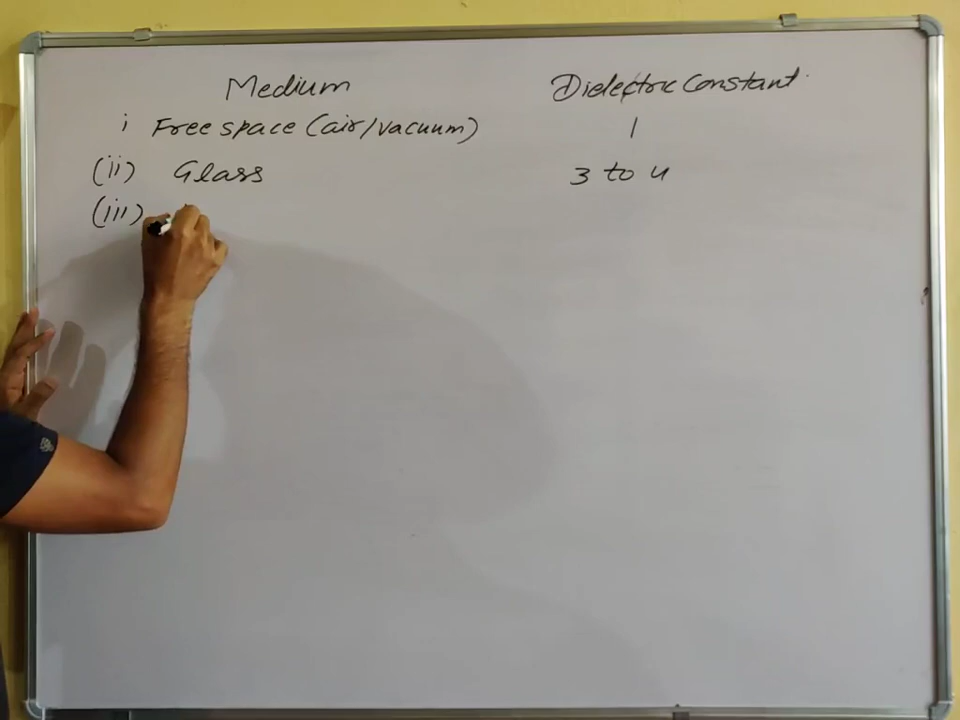 Medium Dielectric Constant
i Free space (air/vacuum) 1
(ii) Glass 3 to 4
(iii)